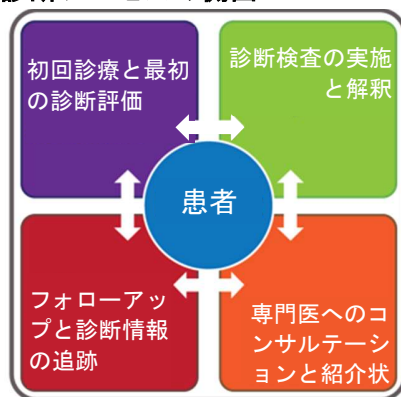 初回診療と最初
の診断評価
診断検査の実施
と解釈
患者
フォローアッ
プと診断情報
の追跡
専門医へのコ
ンサルテーシ
ョンと紹介状